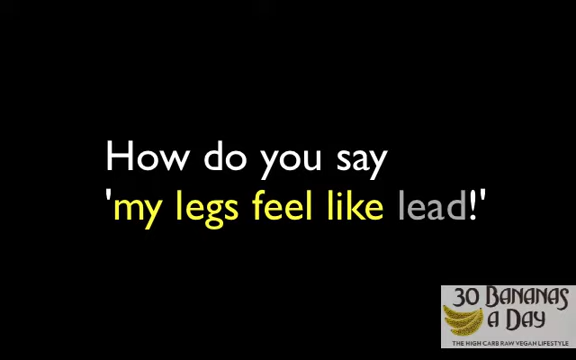 How do you say
'my legs feel like lead!'
30 BANANAS
A DAY
THE HIGH CARB RAW VEGAN LIFESTYLE